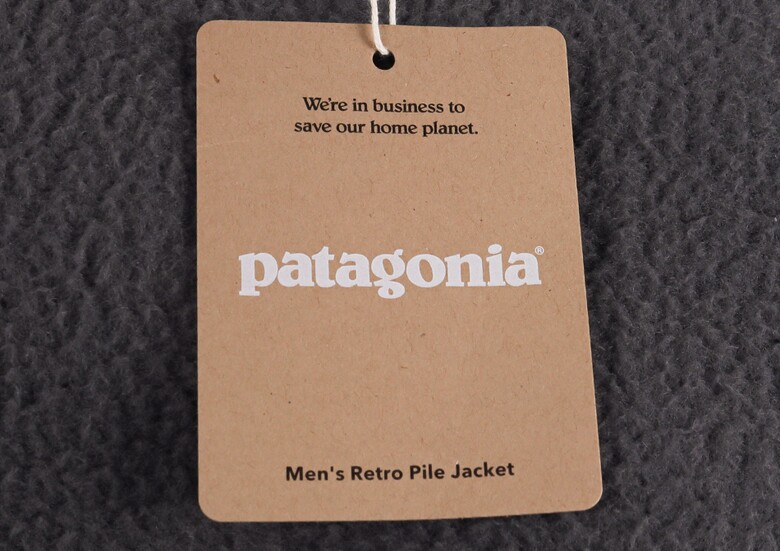 We're in business to
save our home planet.
patagonia®
Men's Retro Pile Jacket